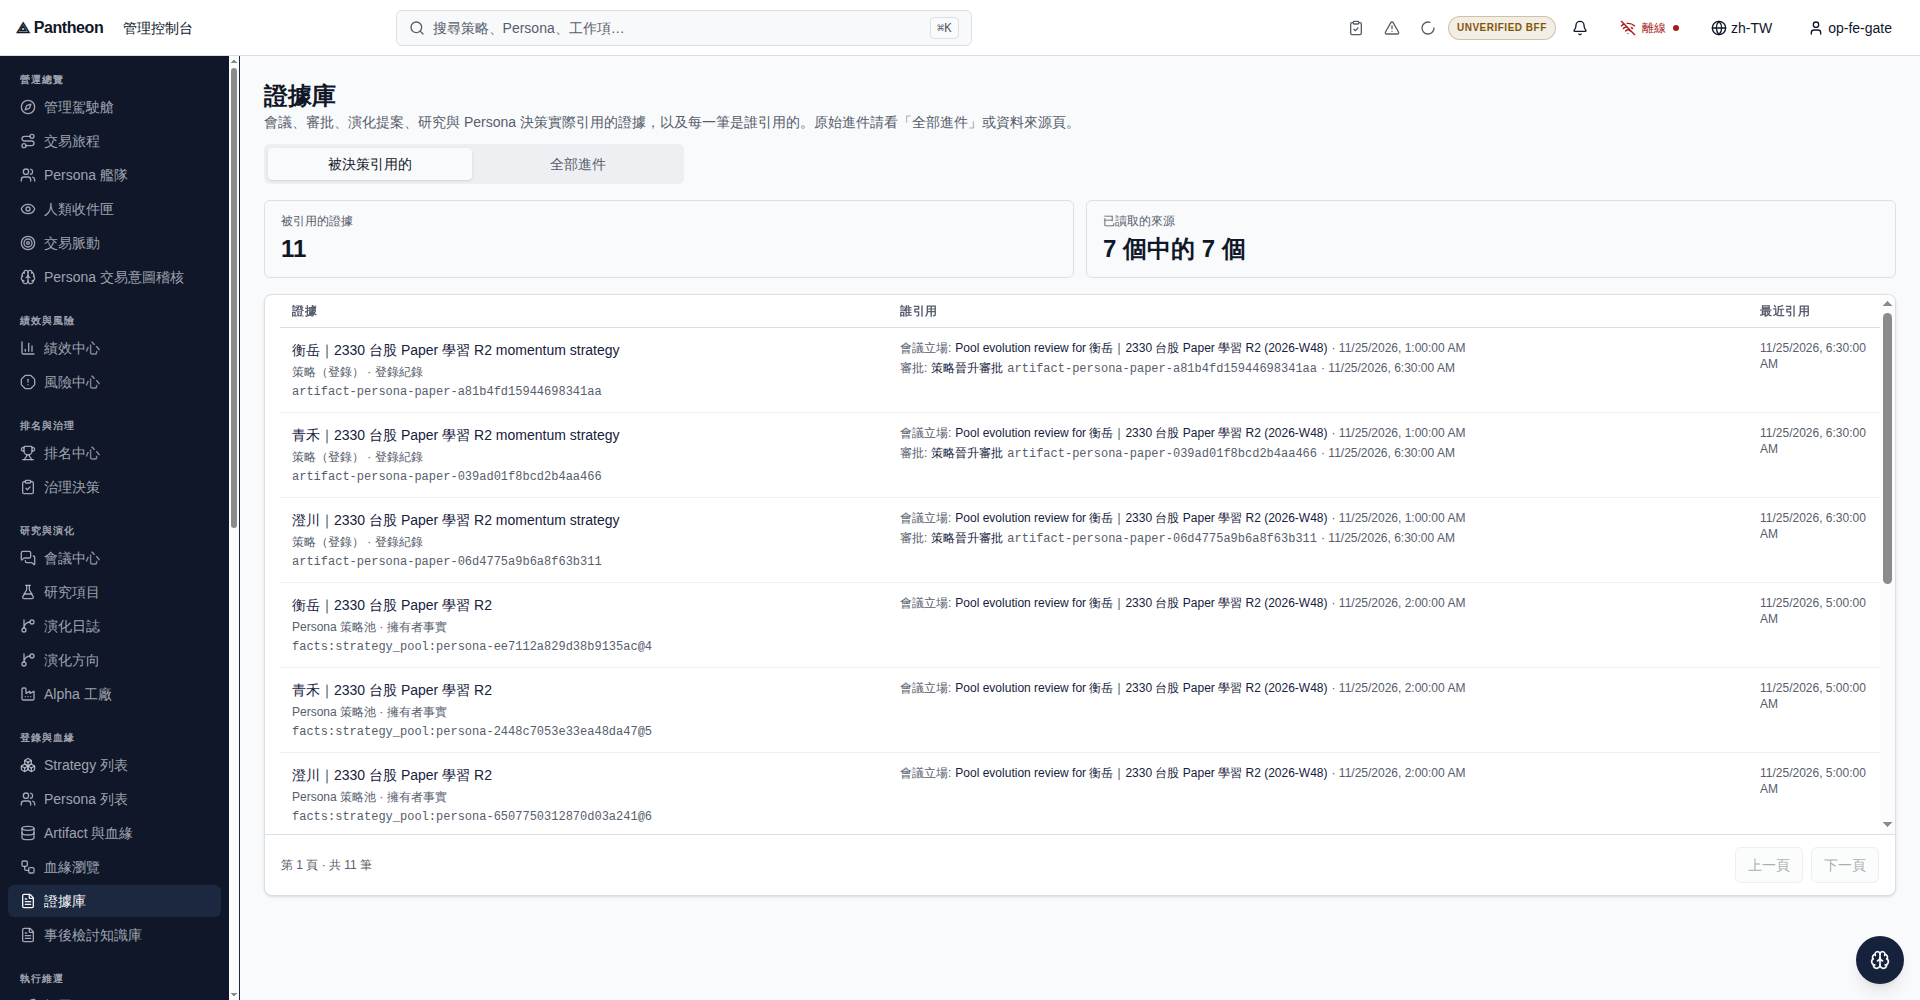 Pantheon 管理控制台
搜尋策略、Persona、工作項… ⌘K
UNVERIFIED BFF
離線
zh-TW
op-fe-gate
營運總覽
管理駕駛艙
交易旅程
Persona 艦隊
人類收件匣
交易脈動
Persona 交易意圖稽核
績效與風險
績效中心
風險中心
排名與治理
排名中心
治理決策
研究與演化
會議中心
研究項目
演化日誌
演化方向
Alpha 工廠
登錄與血緣
Strategy 列表
Persona 列表
Artifact 與血緣
血緣瀏覽
證據庫
事後檢討知識庫
執行維運
證據庫
會議、審批、演化提案、研究與 Persona 決策實際引用的證據，以及每一筆是誰引用的。原始進件請看「全部進件」或資料來源頁。
被決策引用的 全部進件
被引用的證據
11
已讀取的來源
7 個中的 7 個
證據 誰引用 最近引用
衡岳｜2330 台股 Paper 學習 R2 momentum strategy
策略（登錄） · 登錄紀錄
artifact-persona-paper-a81b4fd15944698341aa
會議立場: Pool evolution review for 衡岳｜2330 台股 Paper 學習 R2 (2026-W48) · 11/25/2026, 1:00:00 AM
審批: 策略晉升審批 artifact-persona-paper-a81b4fd15944698341aa · 11/25/2026, 6:30:00 AM
11/25/2026, 6:30:00
AM
青禾｜2330 台股 Paper 學習 R2 momentum strategy
策略（登錄） · 登錄紀錄
artifact-persona-paper-039ad01f8bcd2b4aa466
會議立場: Pool evolution review for 衡岳｜2330 台股 Paper 學習 R2 (2026-W48) · 11/25/2026, 1:00:00 AM
審批: 策略晉升審批 artifact-persona-paper-039ad01f8bcd2b4aa466 · 11/25/2026, 6:30:00 AM
11/25/2026, 6:30:00
AM
澄川｜2330 台股 Paper 學習 R2 momentum strategy
策略（登錄） · 登錄紀錄
artifact-persona-paper-06d4775a9b6a8f63b311
會議立場: Pool evolution review for 衡岳｜2330 台股 Paper 學習 R2 (2026-W48) · 11/25/2026, 1:00:00 AM
審批: 策略晉升審批 artifact-persona-paper-06d4775a9b6a8f63b311 · 11/25/2026, 6:30:00 AM
11/25/2026, 6:30:00
AM
衡岳｜2330 台股 Paper 學習 R2
Persona 策略池 · 擁有者事實
facts:strategy_pool:persona-ee7112a829d38b9135ac@4
會議立場: Pool evolution review for 衡岳｜2330 台股 Paper 學習 R2 (2026-W48) · 11/25/2026, 2:00:00 AM
11/25/2026, 5:00:00
AM
青禾｜2330 台股 Paper 學習 R2
Persona 策略池 · 擁有者事實
facts:strategy_pool:persona-2448c7053e33ea48da47@5
會議立場: Pool evolution review for 衡岳｜2330 台股 Paper 學習 R2 (2026-W48) · 11/25/2026, 2:00:00 AM
11/25/2026, 5:00:00
AM
澄川｜2330 台股 Paper 學習 R2
Persona 策略池 · 擁有者事實
facts:strategy_pool:persona-6507750312870d03a241@6
會議立場: Pool evolution review for 衡岳｜2330 台股 Paper 學習 R2 (2026-W48) · 11/25/2026, 2:00:00 AM
11/25/2026, 5:00:00
AM
第 1 頁 · 共 11 筆
上一頁 下一頁